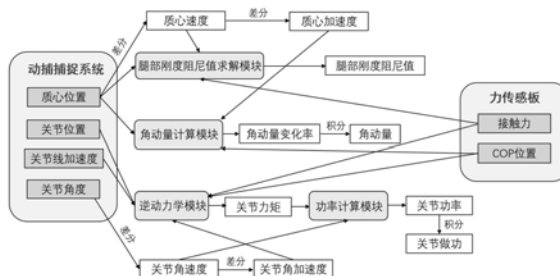 差分
质心速度
差分
质心加速度
动捕捕捉系统
质心位置
关节位置
关节线加速度
关节角度
腿部刚度阻尼值求解模块
腿部刚度阻尼值
角动量计算模块
角动量变化率
积分
角动量
力传感板
接触力
COP位置
逆动力学模块
关节力矩
功率计算模块
关节功率
积分
关节做功
差分
关节角速度
差分
关节角加速度